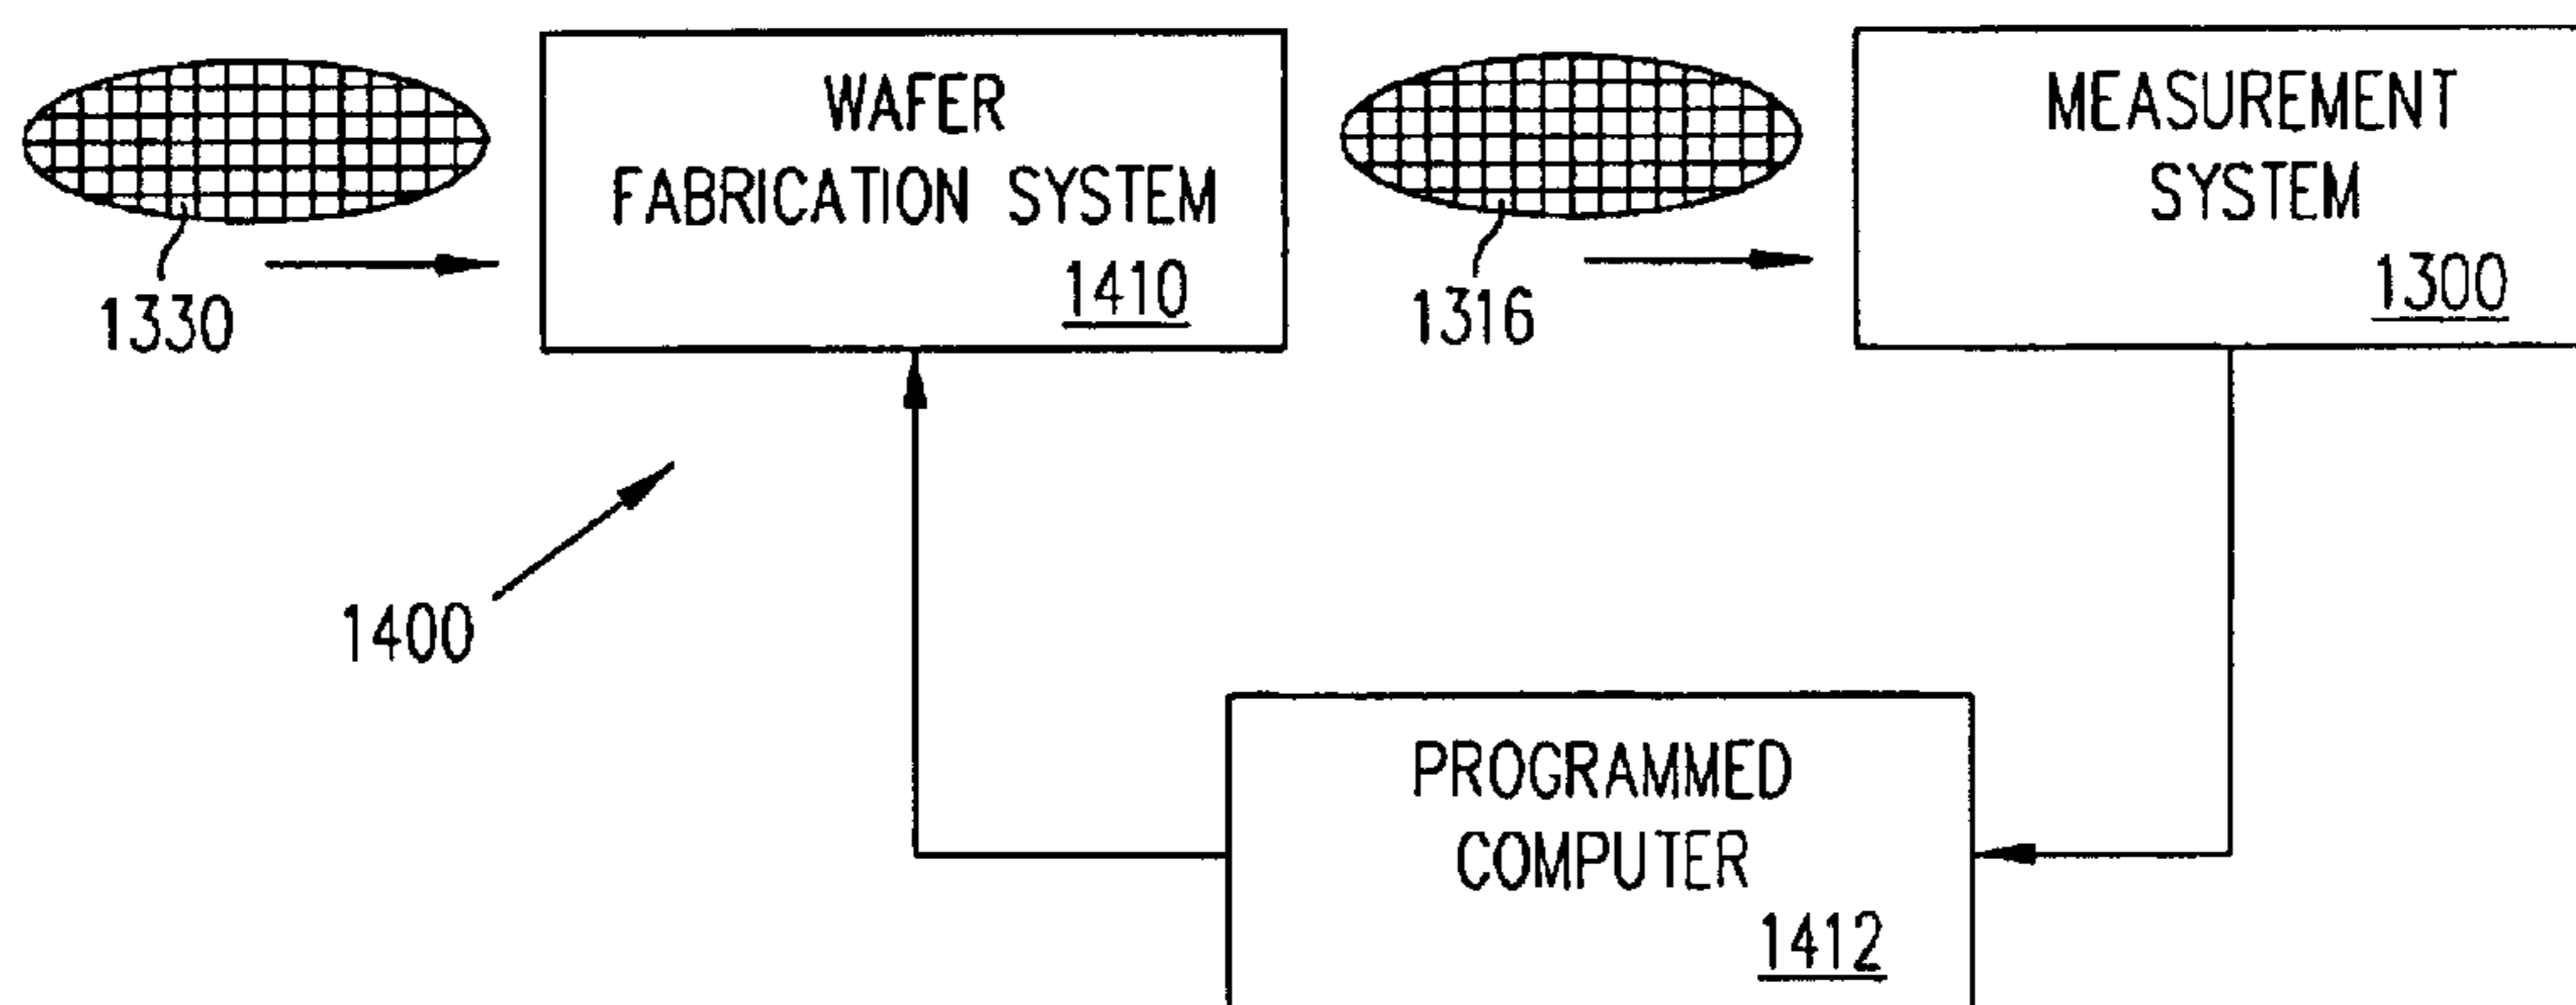 WAFER
FABRICATION SYSTEM
1410
1330
1316
MEASUREMENT
SYSTEM
1300
1400
PROGRAMMED
COMPUTER
1412